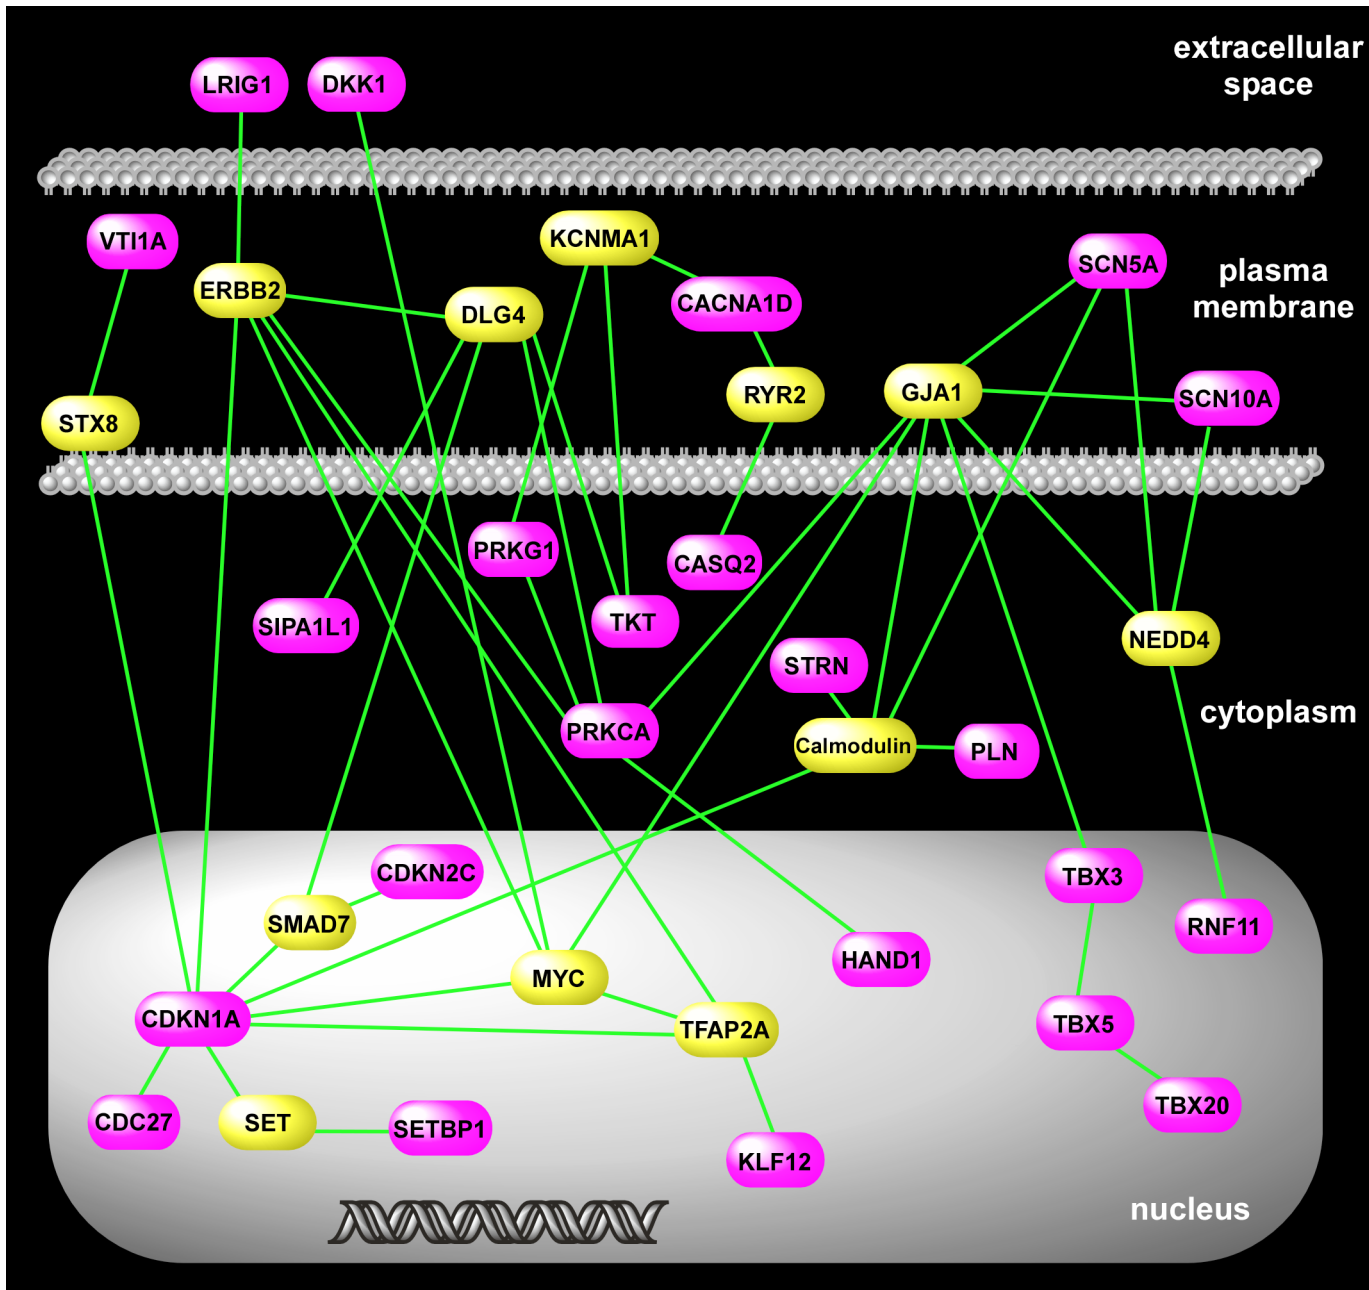 extracellular
space
LRIG1
DKK1
VTI1A
KCNMA1
SCN5A
plasma
membrane
ERBB2
DLG4
CACNA1D
RYR2
GJA1
SCN10A
STX8
PRKG1
CASQ2
SIPA1L1
TKT
NEDD4
STRN
cytoplasm
PRKCA
Calmodulin
PLN
CDKN2C
TBX3
SMAD7
RNF11
HAND1
MYC
CDKN1A
TFAP2A
TBX5
TBX20
CDC27
SET
SETBP1
KLF12
nucleus